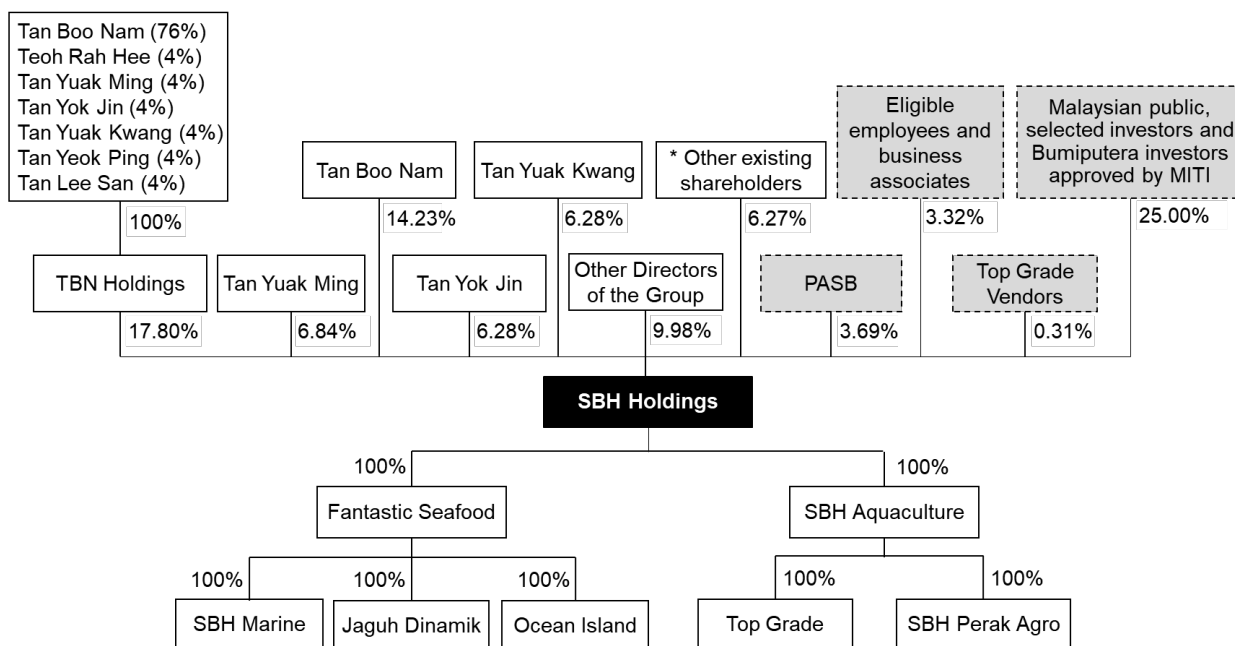 Tan Boo Nam (76%)
Teoh Rah Hee (4%)
Tan Yuak Ming (4%)
Tan Yok Jin (4%)
Tan Yuak Kwang (4%)
Tan Yeok Ping (4%)
Tan Lee San (4%)
100%
Tan Boo Nam
14.23%
Tan Yuak Kwang
6.28%
* Other existing
shareholders
6.27%
Eligible
employees and
business
associates
3.32%
Malaysian public,
selected investors and
Bumiputera investors
approved by MITI
25.00%
TBN Holdings
17.80%
Tan Yuak Ming
6.84%
Tan Yok Jin
6.28%
Other Directors
of the Group
9.98%
PASB
3.69%
Top Grade
Vendors
0.31%
SBH Holdings
100%
Fantastic Seafood
100%
SBH Aquaculture
100%
SBH Marine
100%
Jaguh Dinamik
100%
Ocean Island
100%
Top Grade
100%
SBH Perak Agro